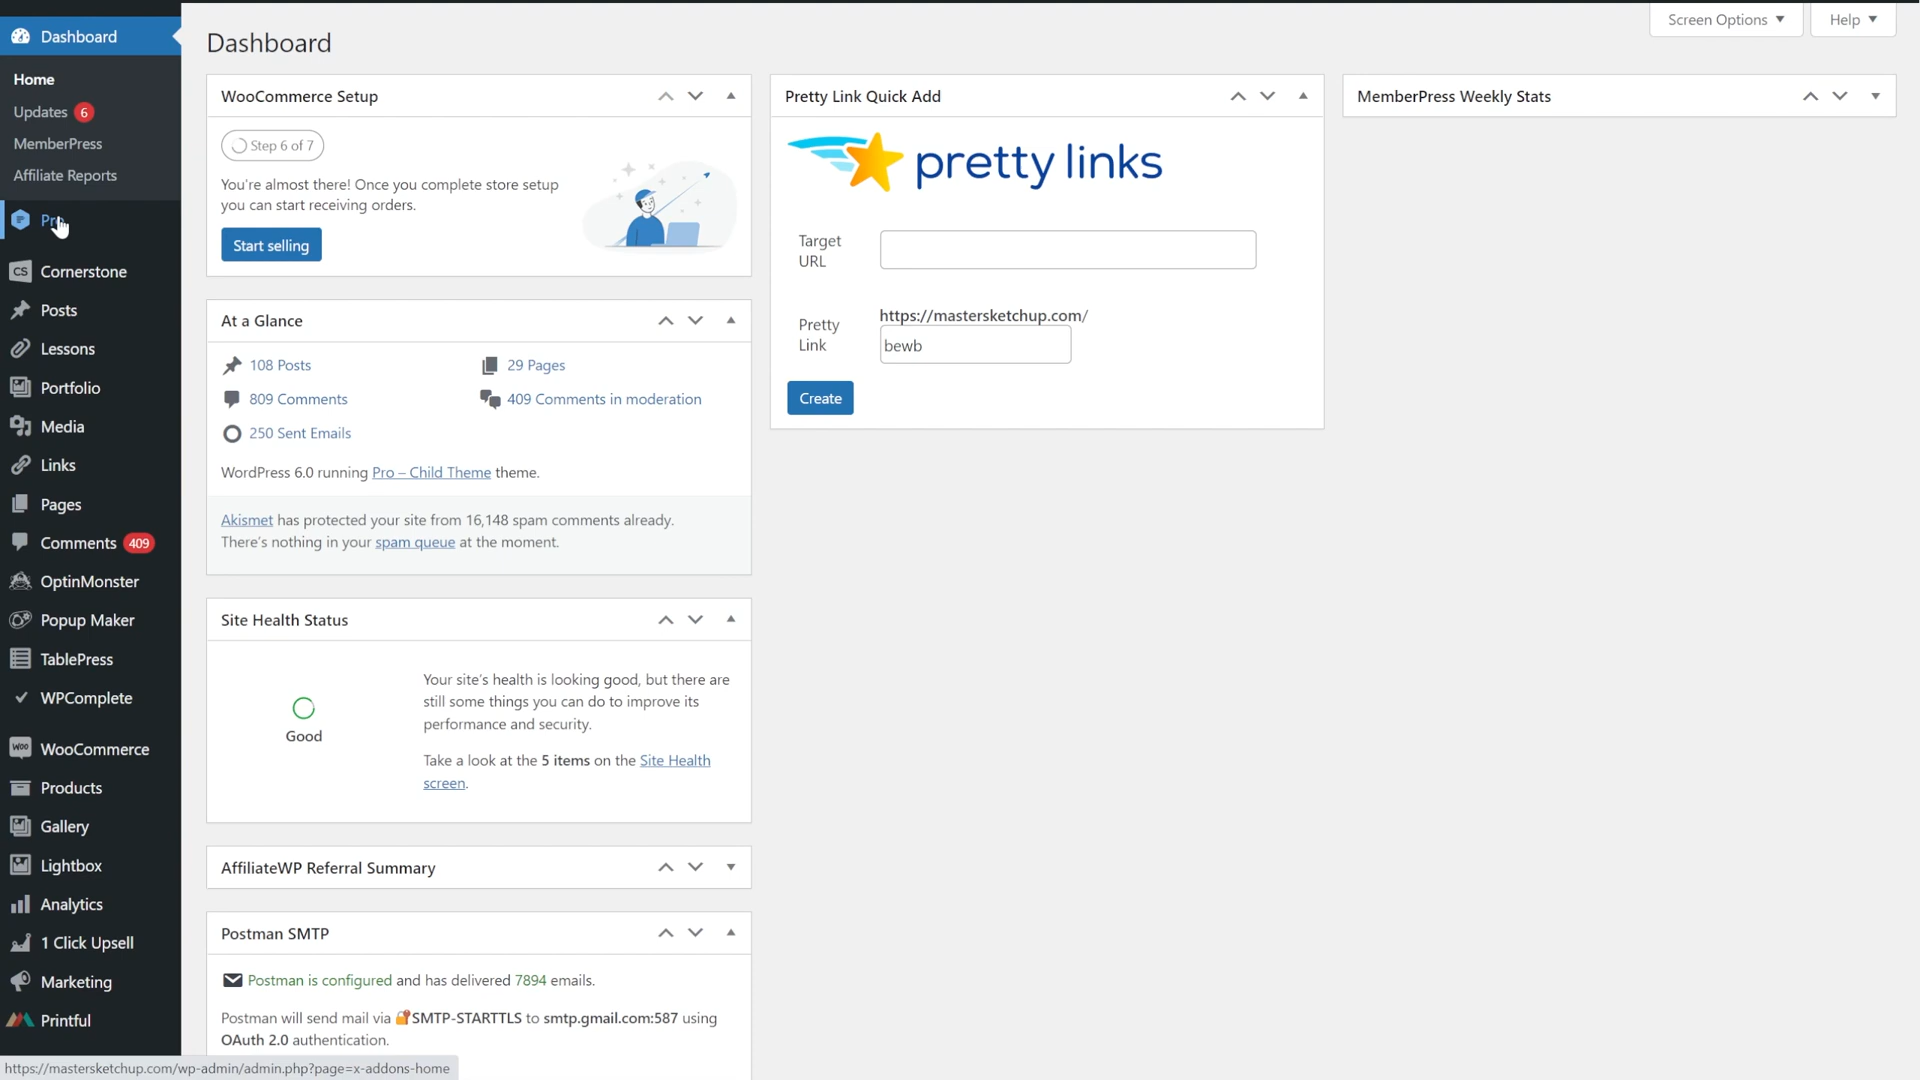 Dashboard
Home
Updates 6
MemberPress
Affiliate Reports
Pro
Cornerstone
Posts
Lessons
Portfolio
Media
Links
Pages
Comments 409
OptinMonster
Popup Maker
TablePress
WPComplete
WooCommerce
Products
Gallery
Lightbox
Analytics
1 Click Upsell
Marketing
Printful
https://mastersketchup.com/wp-admin/admin.php?page=x-addons-home
Screen Options
Help
Dashboard
WooCommerce Setup
Step 6 of 7
You're almost there! Once you complete store setup
you can start receiving orders.
Start selling
At a Glance
108 Posts
29 Pages
809 Comments
409 Comments in moderation
250 Sent Emails
WordPress 6.0 running Pro – Child Theme theme.
Akismet has protected your site from 16,148 spam comments already.
There's nothing in your spam queue at the moment.
Site Health Status
Good
Your site's health is looking good, but there are
still some things you can do to improve its
performance and security.
Take a look at the 5 items on the Site Health
screen.
AffiliateWP Referral Summary
Postman SMTP
Postman is configured and has delivered 7894 emails.
Postman will send mail via SMTP-STARTTLS to smtp.gmail.com:587 using
OAuth 2.0 authentication.
Pretty Link Quick Add
pretty links
Target
URL
https://mastersketchup.com/
Pretty
Link
bewb
Create
MemberPress Weekly Stats
CS
Woo